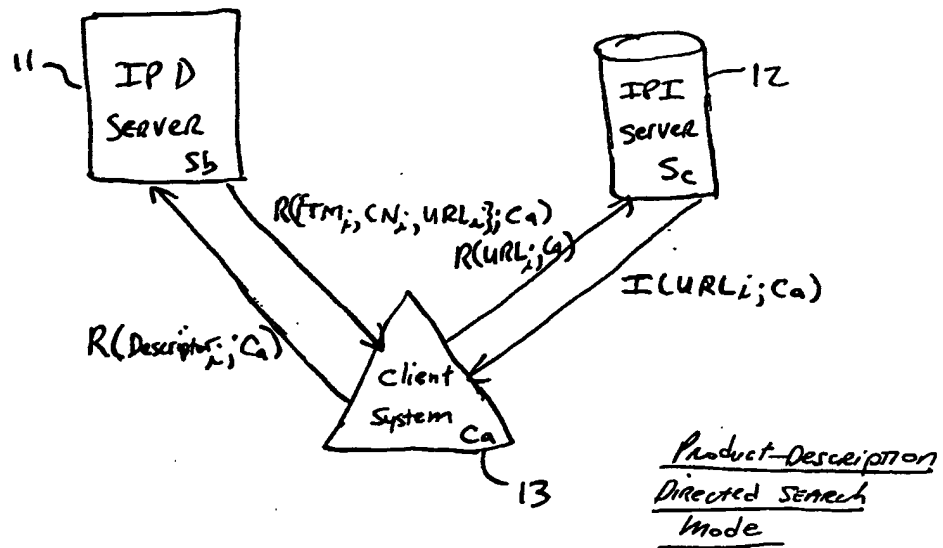 11
IPD
SERVER
Sb
12
IPI
Server
Sc
R({TMi, CNi, URLi}; Ca)
R(URLi; Ca)
I(URLi; Ca)
R(Descriptori; Ca)
Client
System
Ca
13
Product-Description
Directed SEARCH
Mode